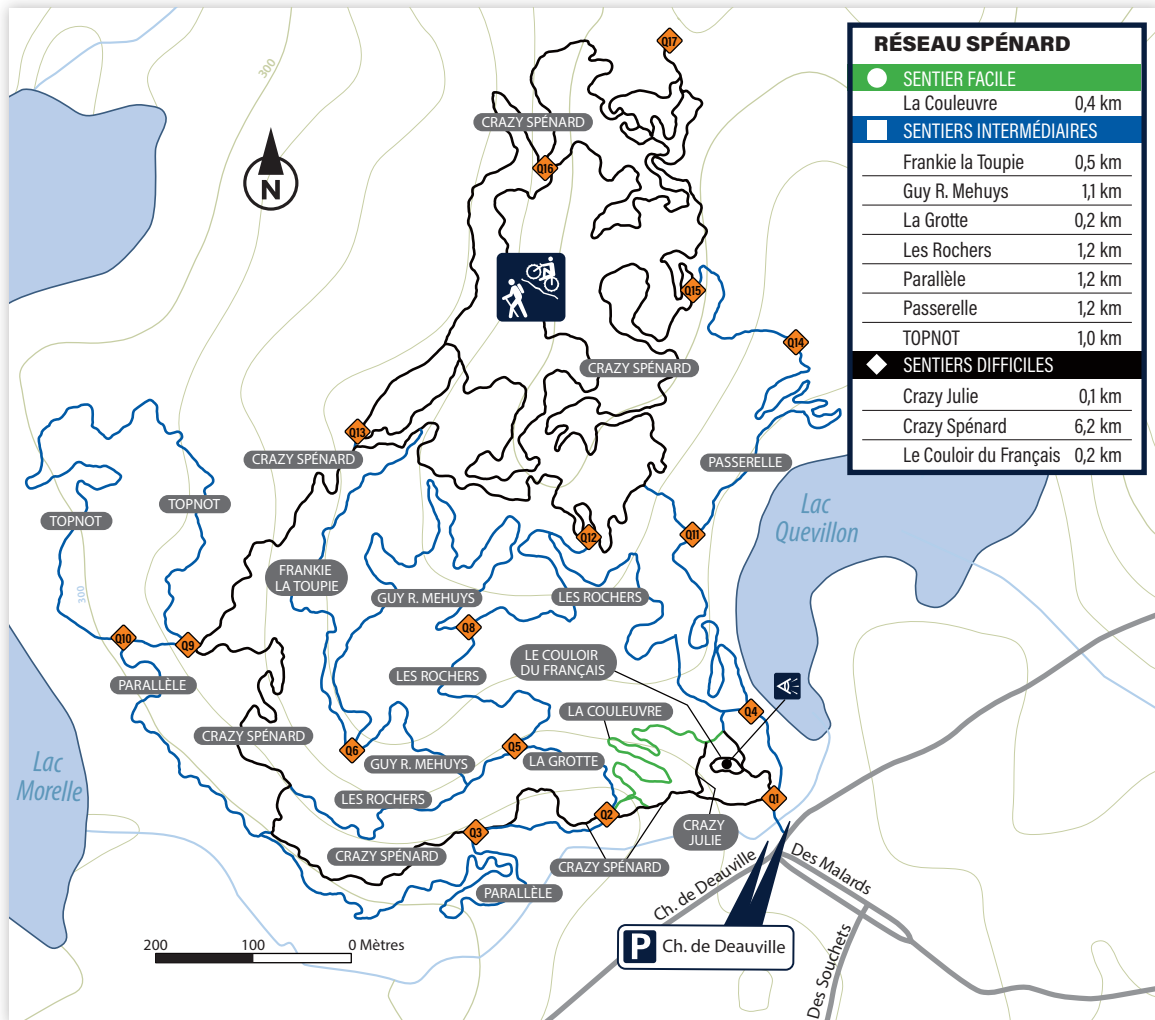 RÉSEAU SPÉNARD
SENTIER FACILE
La Couleuvre 0,4 km
SENTIERS INTERMÉDIAIRES
Frankie la Toupie 0,5 km
Guy R. Mehuys 1,1 km
La Grotte 0,2 km
Les Rochers 1,2 km
Parallèle 1,2 km
Passerelle 1,2 km
TOPNOT 1,0 km
SENTIERS DIFFICILES
Crazy Julie 0,1 km
Crazy Spénard 6,2 km
Le Couloir du Français 0,2 km
Q17
300
CRAZY SPÉNARD
Q16
N
Q15
Q14
CRAZY SPÉNARD
Q13
CRAZY SPÉNARD
PASSERELLE
TOPNOT
TOPNOT
Lac
Quevillon
Q12
Q11
FRANKIE
LA TOUPIE
GUY R. MEHUYS
LES ROCHERS
300
Q8
Q10
Q9
LE COULOIR
DU FRANÇAIS
LES ROCHERS
PARALLÈLE
LA COULEUVRE
Q4
CRAZY SPÉNARD
Q6
Q5
LA GROTTE
GUY R. MEHUYS
Lac
Morelle
LES ROCHERS
Q1
Q2
Q3
CRAZY
JULIE
CRAZY SPÉNARD
CRAZY SPÉNARD
PARALLÈLE
Ch. de Deauville
Des Malards
Des Souchets
P Ch. de Deauville
200 100 0 Mètres